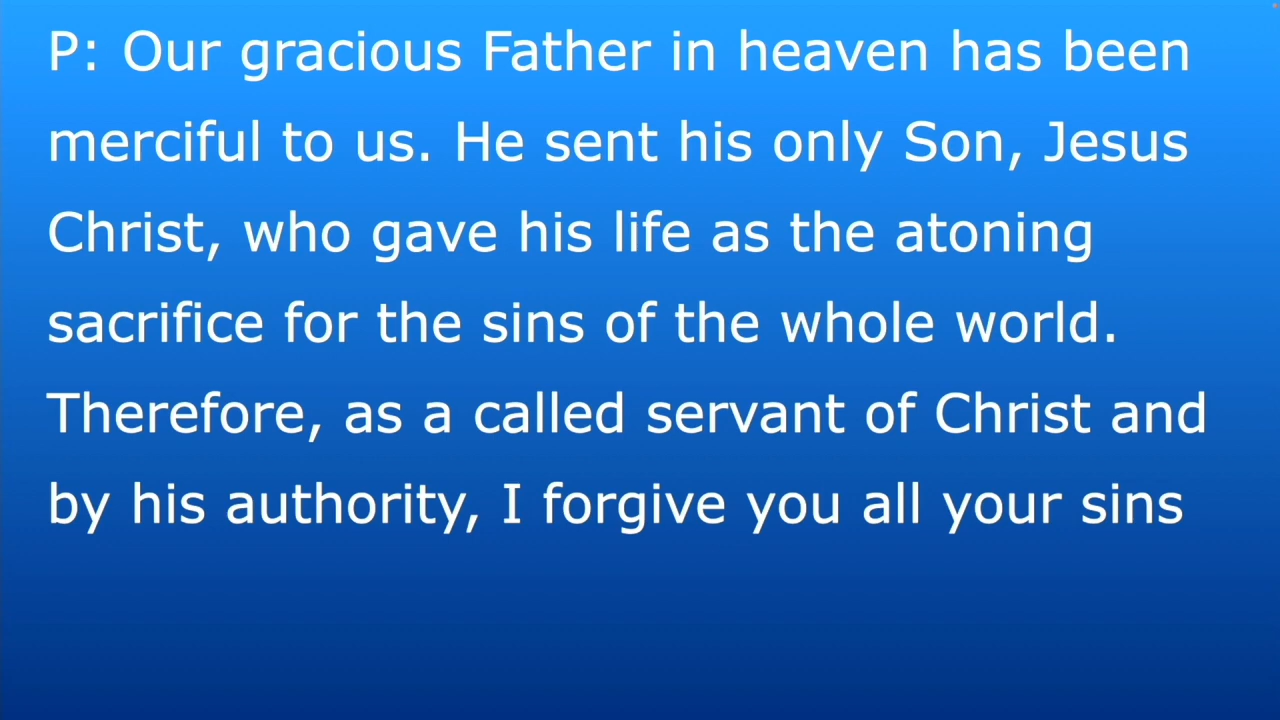 P: Our gracious Father in heaven has been
merciful to us. He sent his only Son, Jesus
Christ, who gave his life as the atoning
sacrifice for the sins of the whole world.
Therefore, as a called servant of Christ and
by his authority, I forgive you all your sins